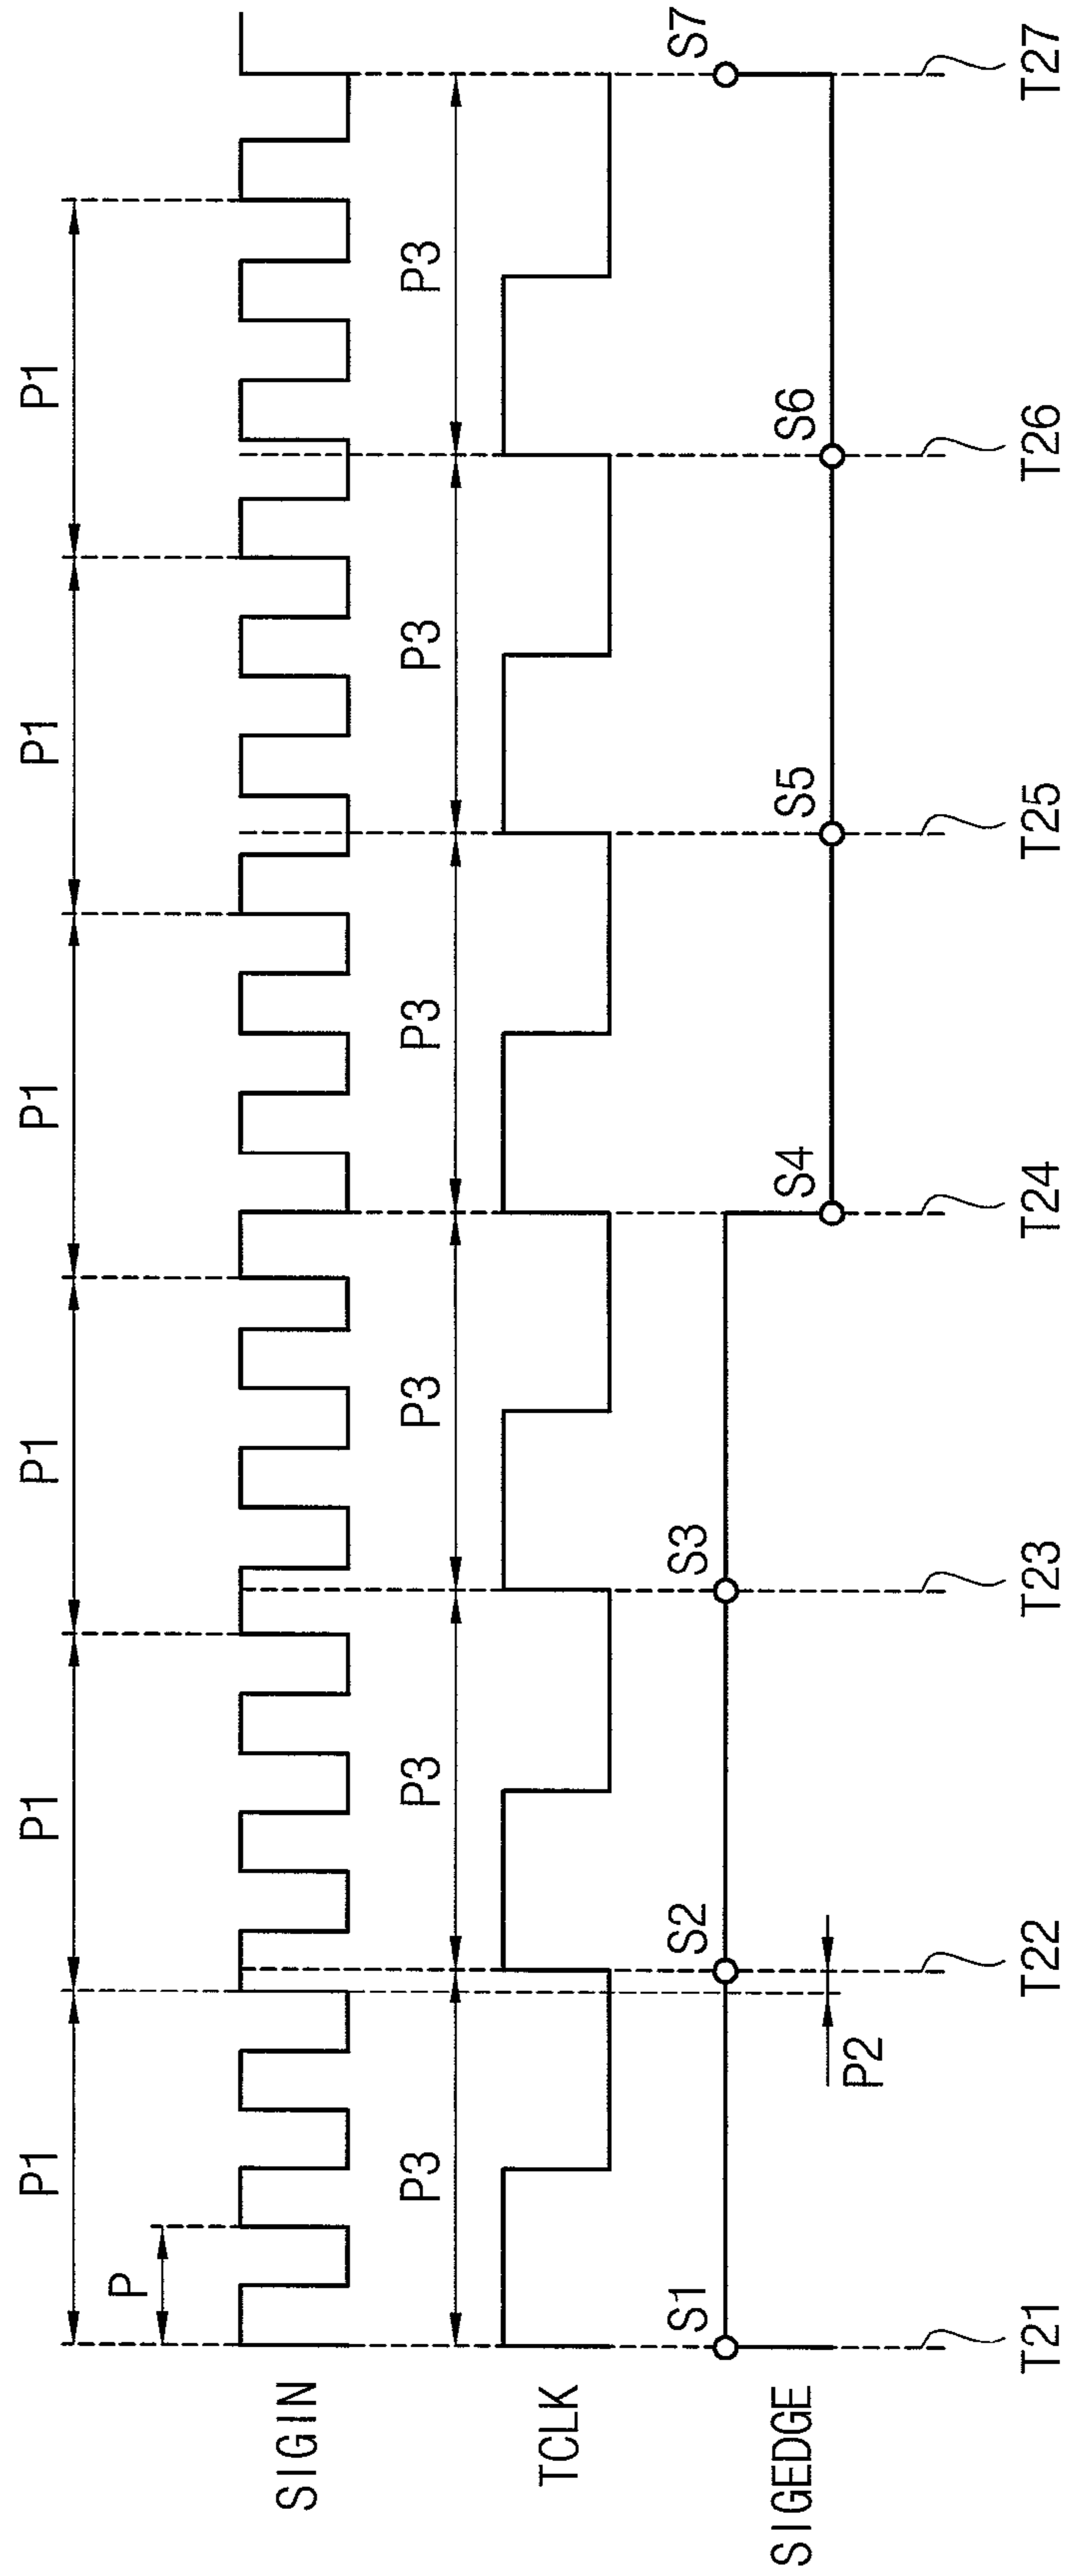 P1 P1 P1 P1 P1 P1
P
SIGIN
P3 P3 P3 P3 P3 P3
TCLK
S1 S2 S3 S4 S5 S6 S7
SIGEDGE
P2
T21 T22 T23 T24 T25 T26 T27